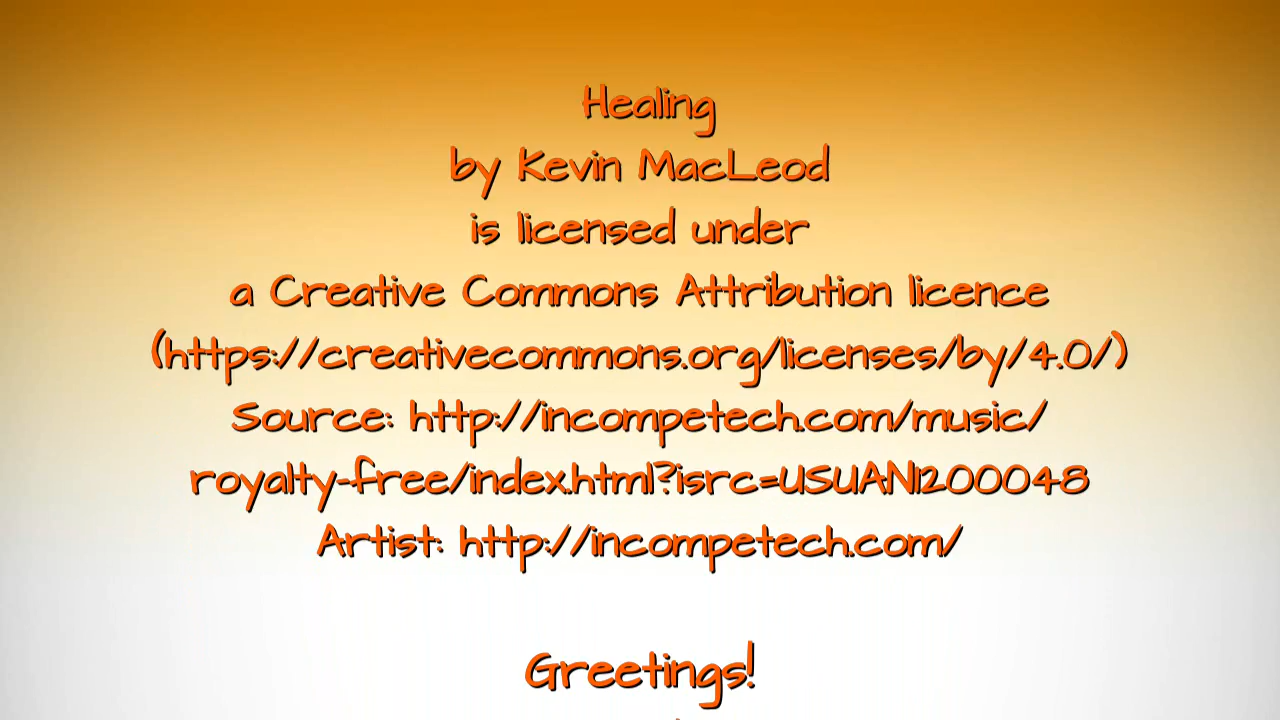 Healing
by Kevin MacLeod
is licensed under
a Creative Commons Attribution licence
(https://creativecommons.org/licenses/by/4.0/)
Source: http://incompetech.com/music/
royalty-free/index.html?isrc=USUAN1200048
Artist: http://incompetech.com/
Greetings!